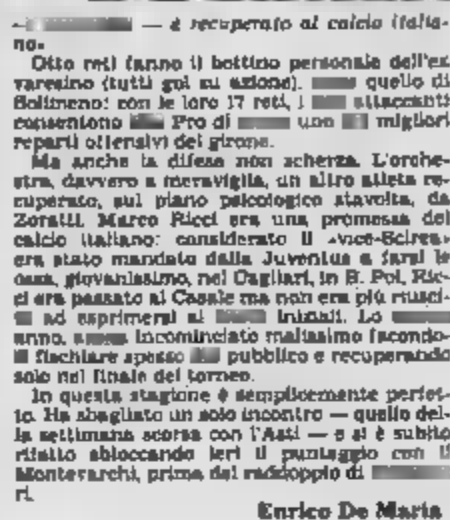 — è recuperato al calcio italia-
no».
Otto reti fanno il bottino personale dell'ex
varesino (tutti gol su azione). quello di
Solimeno: con le loro 17 reti, i attaccanti
consentono Pro di uno migliori
reparti offensivi del girone.
Ma anche la difesa non scherza. L'orche-
stra, davvero a meraviglia, un altro atleta re-
cuperato, sul piano psicologico stavolta, da
Zoratti. Marco Ricci era una promessa del
calcio italiano: considerato il «vice-Scirea»
era stato mandato dalla Juventus a farsi le
ossa, giovanissimo, nel Cagliari, in B. Poi, Ric-
ci era passato al Casale ma non era più riusci-
ad esprimersi ai iniziali. Lo
anno, incominciato malissimo facendo-
fischiare spesso pubblico e recuperando
solo nel finale del torneo.
In questa stagione è semplicemente perfet-
to. Ha sbagliato un solo incontro — quello del-
la settimana scorsa con l'Asti — e si è subito
rifatto sbloccando ieri il punteggio con il
Montevarchi, prima del raddoppio di
ri.
Enrico De Maria